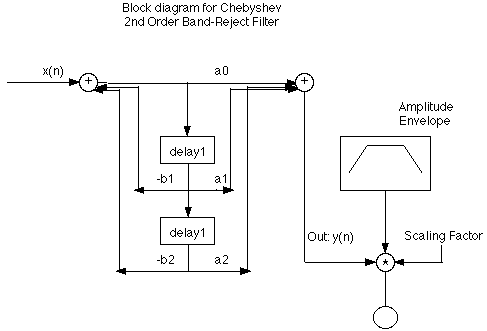 Block diagram for Chebyshev
2nd Order Band-Reject Filter
x(n)
+
a0
+
Amplitude
Envelope
delay1
-b1
a1
delay1
Out: y(n)
Scaling Factor
-b2
a2
*